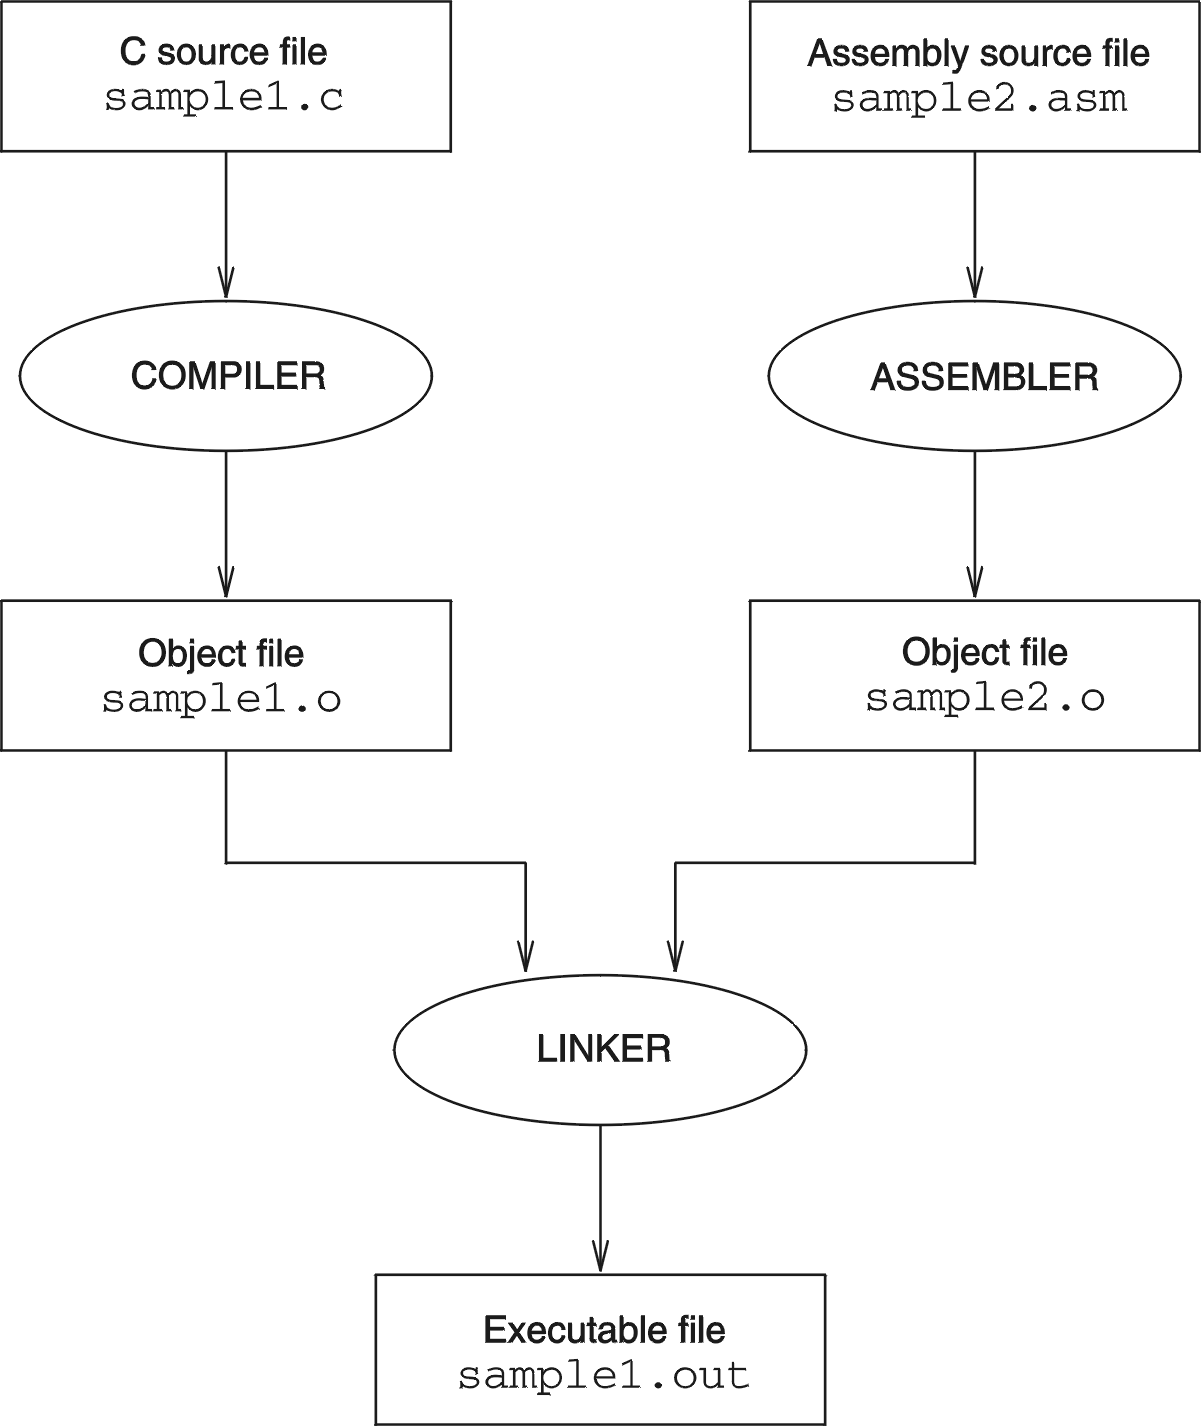 C source file
sample1.c
Assembly source file
sample2.asm
COMPILER
ASSEMBLER
Object file
sample1.o
Object file
sample2.o
LINKER
Executable file
sample1.out